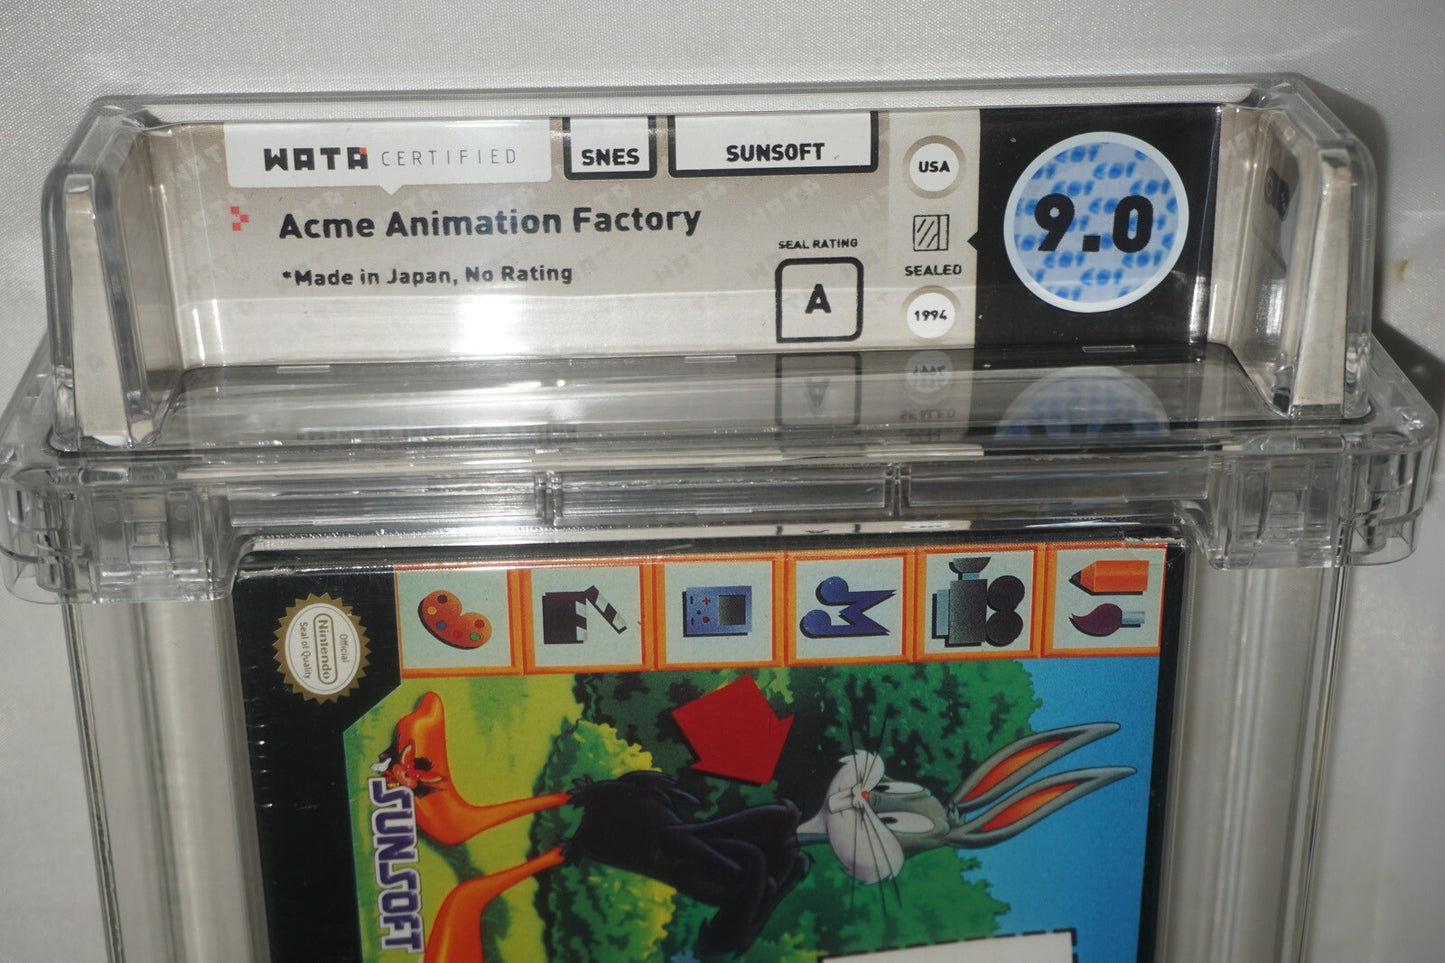 WATA CERTIFIED
SNES
SUNSOFT
USA
Acme Animation Factory
*Made in Japan, No Rating
SEAL RATING
A
SEALED
1994
9.0
Official
Nintendo
Seal of Quality
SUNSOFT